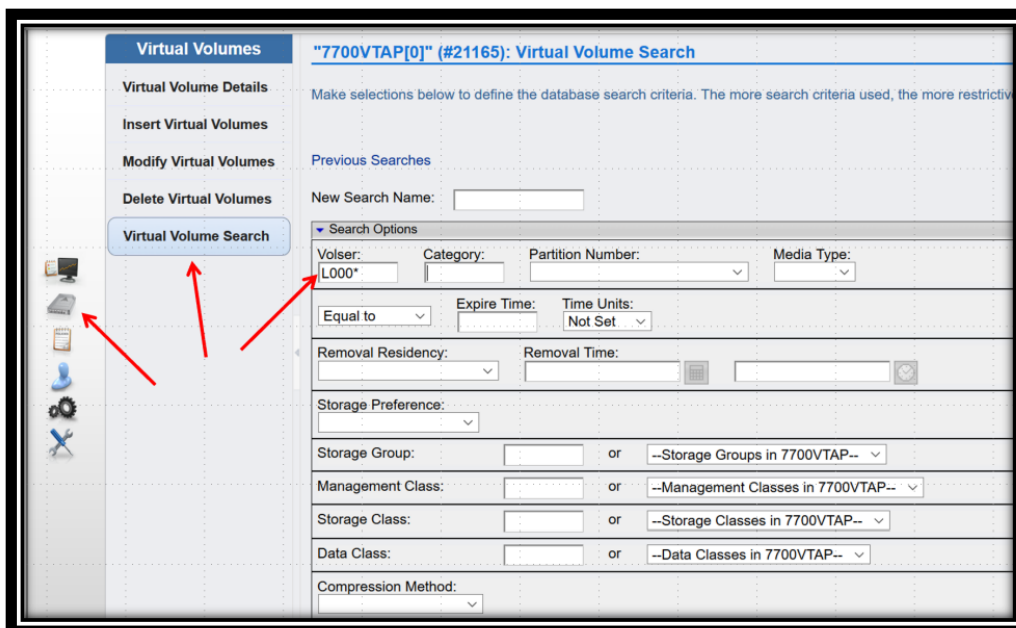 Virtual Volumes
Virtual Volume Details
Insert Virtual Volumes
Modify Virtual Volumes
Delete Virtual Volumes
Virtual Volume Search
"7700VTAP[0]" (#21165): Virtual Volume Search
Make selections below to define the database search criteria. The more search criteria used, the more restrictiv
Previous Searches
New Search Name:
Search Options
Volser: Category: Partition Number: Media Type:
L000*
Expire Time: Time Units:
Equal to Not Set
Removal Residency: Removal Time:
Storage Preference:
Storage Group: or --Storage Groups in 7700VTAP--
Management Class: or --Management Classes in 7700VTAP--
Storage Class: or --Storage Classes in 7700VTAP--
Data Class: or --Data Classes in 7700VTAP--
Compression Method: